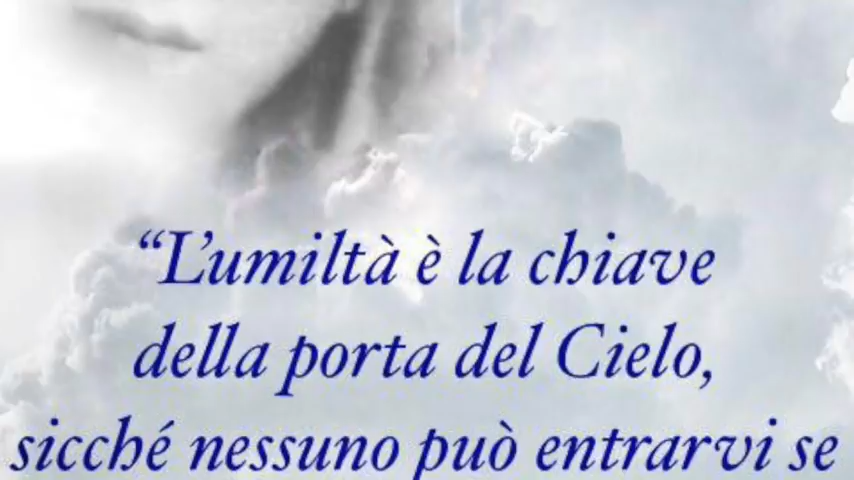 “L’umiltà è la chiave
della porta del Cielo,
sicché nessuno può entrarvi se